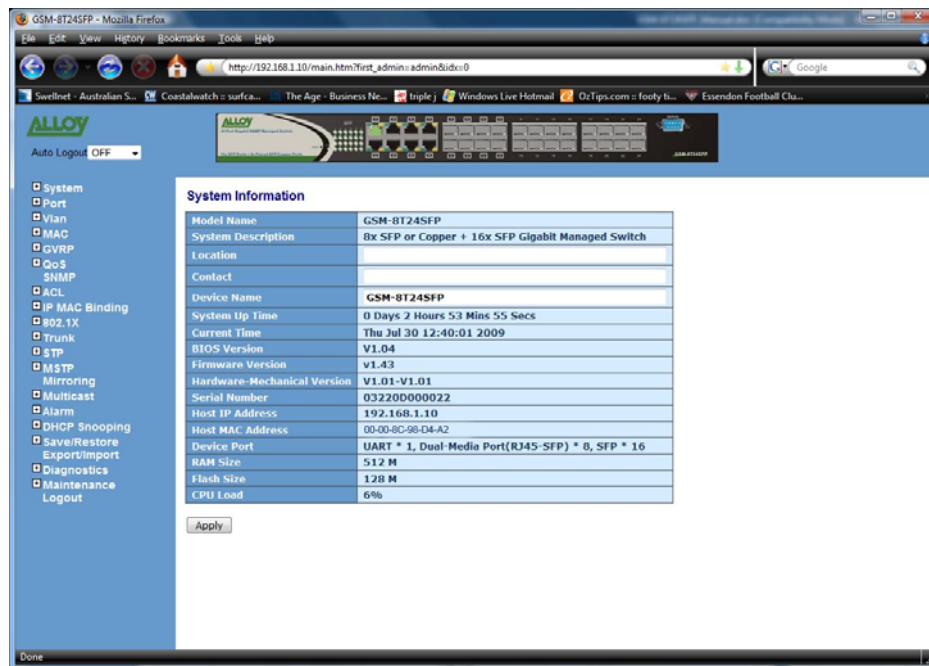 GSM-8T24SFP - Mozilla Firefox
File Edit View History Bookmarks Tools Help
http://192.168.1.10/main.htm?first_admin=admin&idx=0
Google
Swellnet - Australian S... Coastalwatch :: surfca... The Age - Business Ne... triple j Windows Live Hotmail OzTips.com :: footy ti... Essendon Football Clu...
ALLOY
Auto Logout OFF
ALLOY
GSM-8T24SFP
System
Port
Vlan
MAC
GVRP
QoS
SNMP
ACL
IP MAC Binding
802.1X
Trunk
STP
MSTP
Mirroring
Multicast
Alarm
DHCP Snooping
Save/Restore
Export/Import
Diagnostics
Maintenance
Logout
System Information
Model Name GSM-8T24SFP
System Description 8x SFP or Copper + 16x SFP Gigabit Managed Switch
Location
Contact
Device Name GSM-8T24SFP
System Up Time 0 Days 2 Hours 53 Mins 55 Secs
Current Time Thu Jul 30 12:40:01 2009
BIOS Version V1.04
Firmware Version v1.43
Hardware-Mechanical Version V1.01-V1.01
Serial Number 03220D000022
Host IP Address 192.168.1.10
Host MAC Address 00-00-8C-98-D4-A2
Device Port UART * 1, Dual-Media Port(RJ45-SFP) * 8, SFP * 16
RAM Size 512 M
Flash Size 128 M
CPU Load 6%
Apply
Done